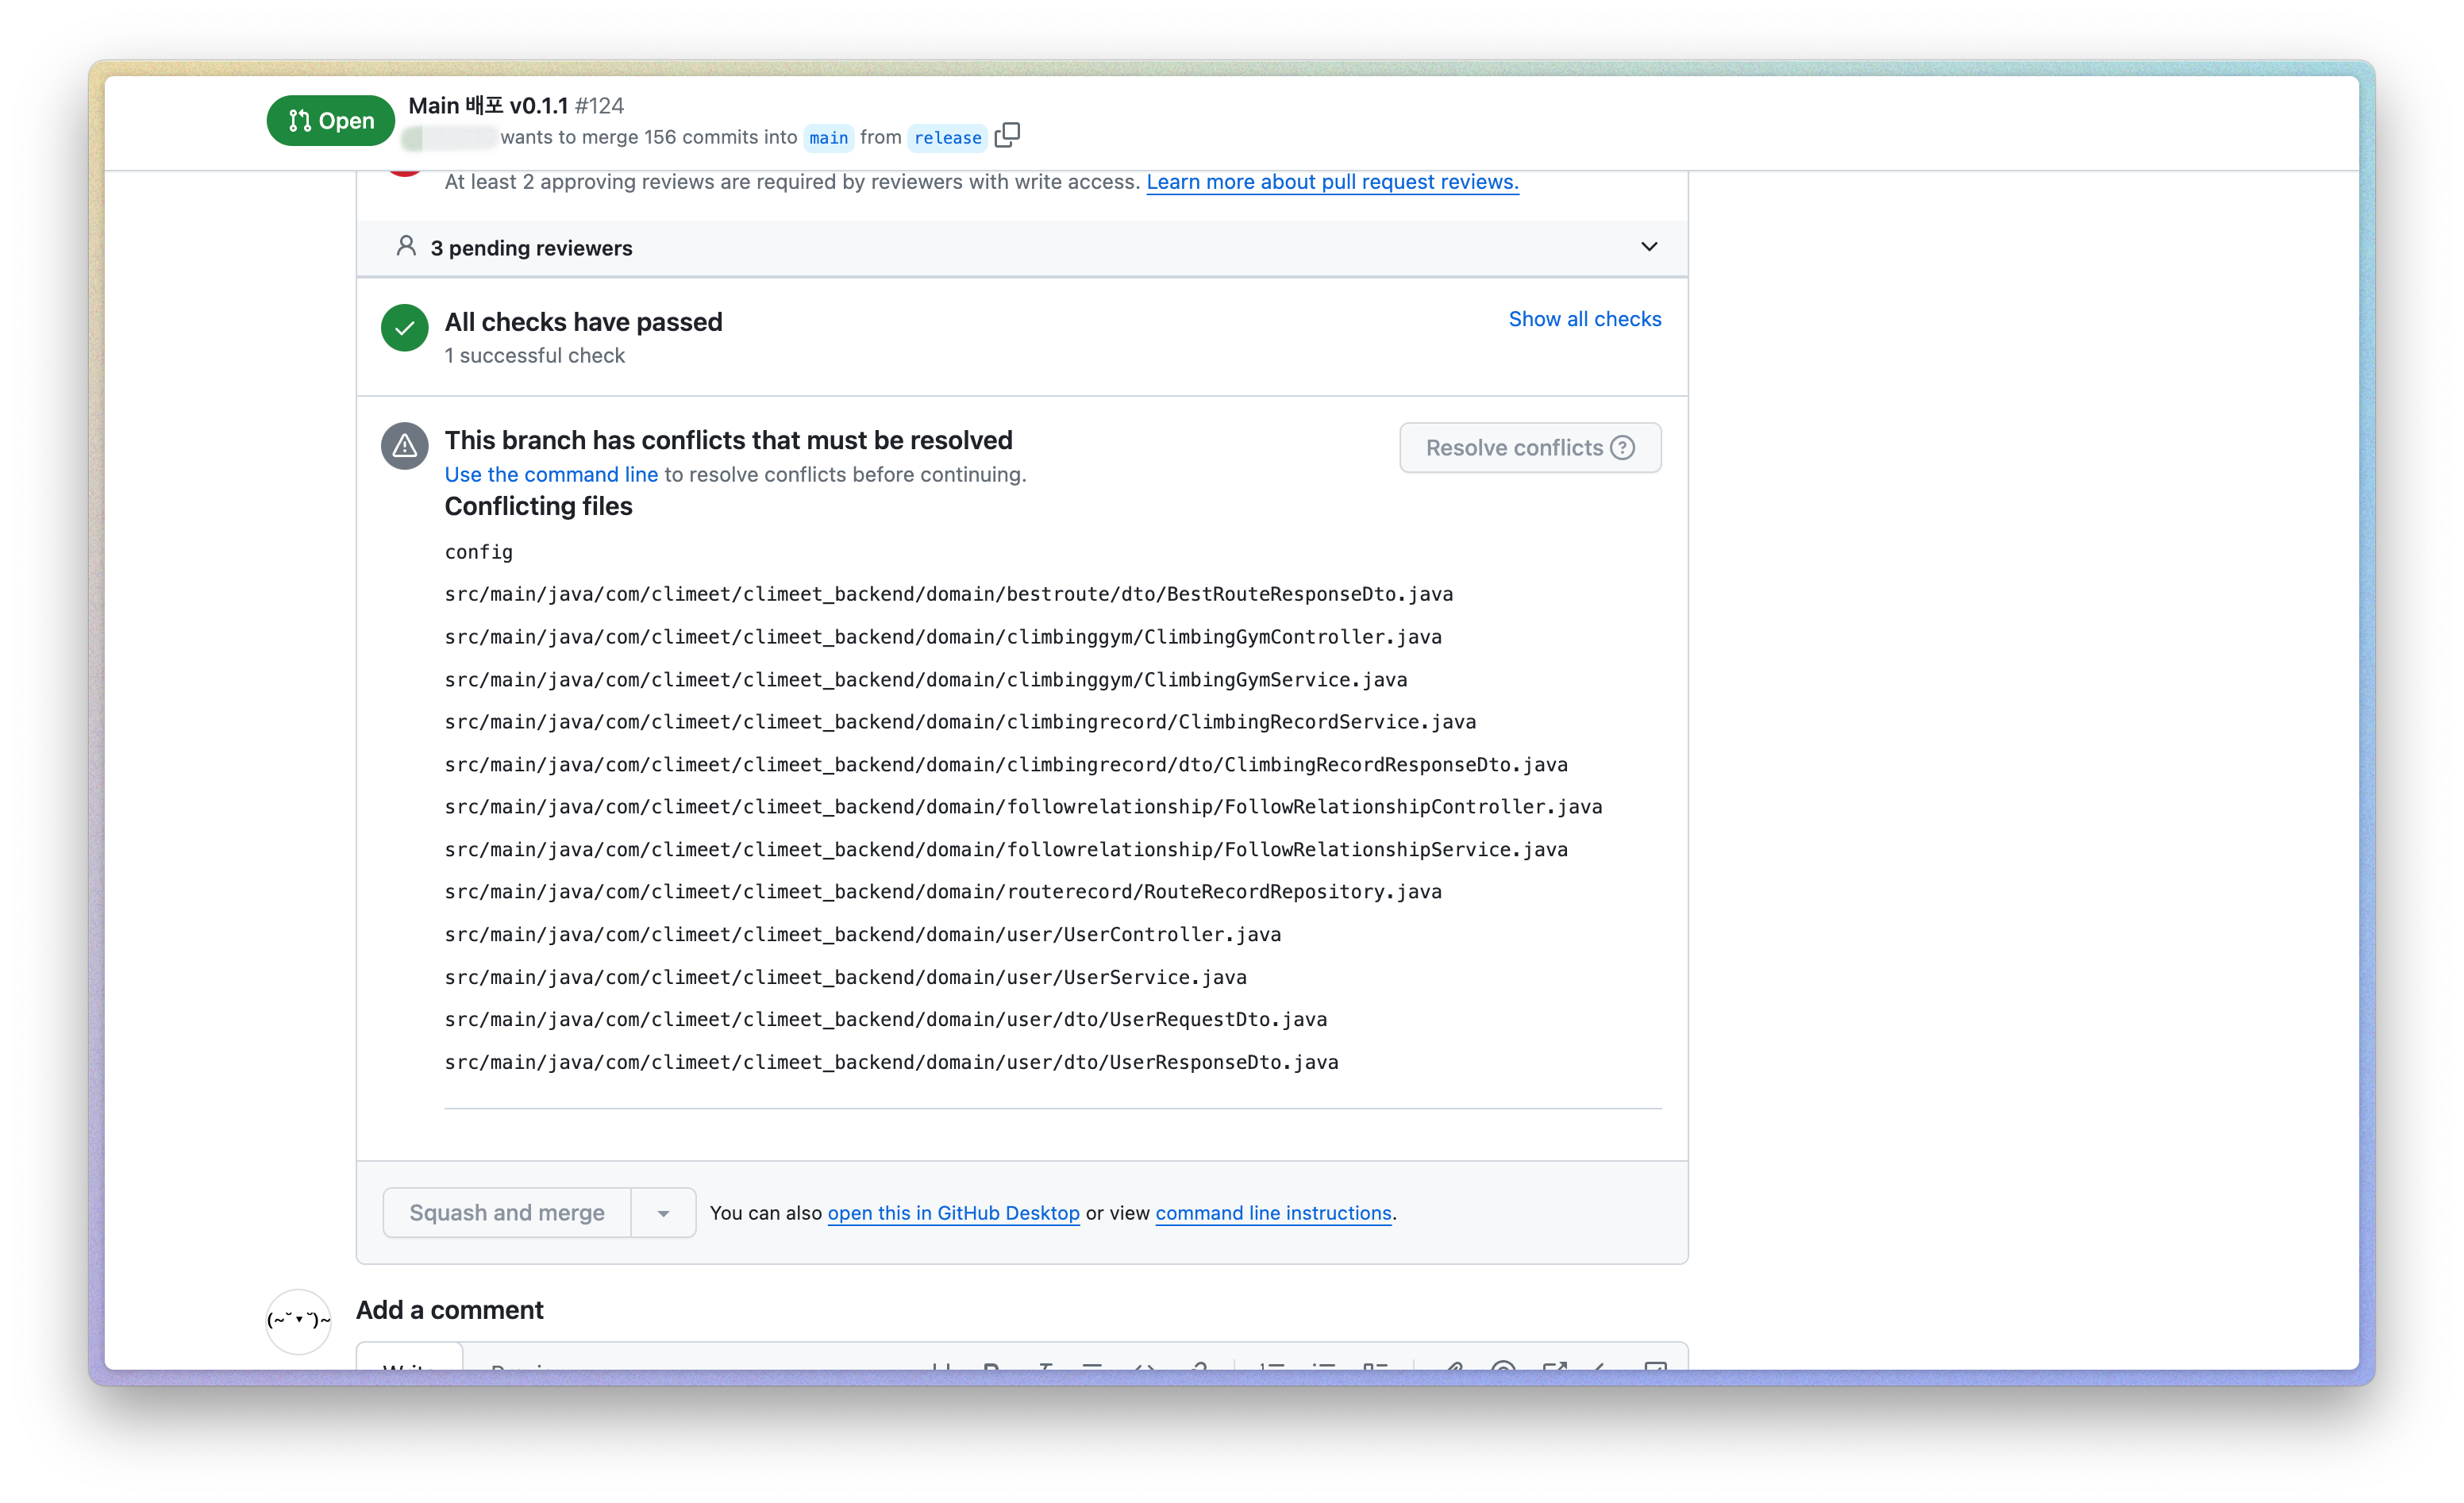 Open
Main 배포 v0.1.1 #124
wants to merge 156 commits into main from release
At least 2 approving reviews are required by reviewers with write access. Learn more about pull request reviews.
3 pending reviewers
All checks have passed
Show all checks
1 successful check
This branch has conflicts that must be resolved
Resolve conflicts
Use the command line to resolve conflicts before continuing.
Conflicting files
config
src/main/java/com/climeet/climeet_backend/domain/bestroute/dto/BestRouteResponseDto.java
src/main/java/com/climeet/climeet_backend/domain/climbinggym/ClimbingGymController.java
src/main/java/com/climeet/climeet_backend/domain/climbinggym/ClimbingGymService.java
src/main/java/com/climeet/climeet_backend/domain/climbingrecord/ClimbingRecordService.java
src/main/java/com/climeet/climeet_backend/domain/climbingrecord/dto/ClimbingRecordResponseDto.java
src/main/java/com/climeet/climeet_backend/domain/followrelationship/FollowRelationshipController.java
src/main/java/com/climeet/climeet_backend/domain/followrelationship/FollowRelationshipService.java
src/main/java/com/climeet/climeet_backend/domain/routerecord/RouteRecordRepository.java
src/main/java/com/climeet/climeet_backend/domain/user/UserController.java
src/main/java/com/climeet/climeet_backend/domain/user/UserService.java
src/main/java/com/climeet/climeet_backend/domain/user/dto/UserRequestDto.java
src/main/java/com/climeet/climeet_backend/domain/user/dto/UserResponseDto.java
Squash and merge
You can also open this in GitHub Desktop or view command line instructions.
(~˘▾˘)~
Add a comment